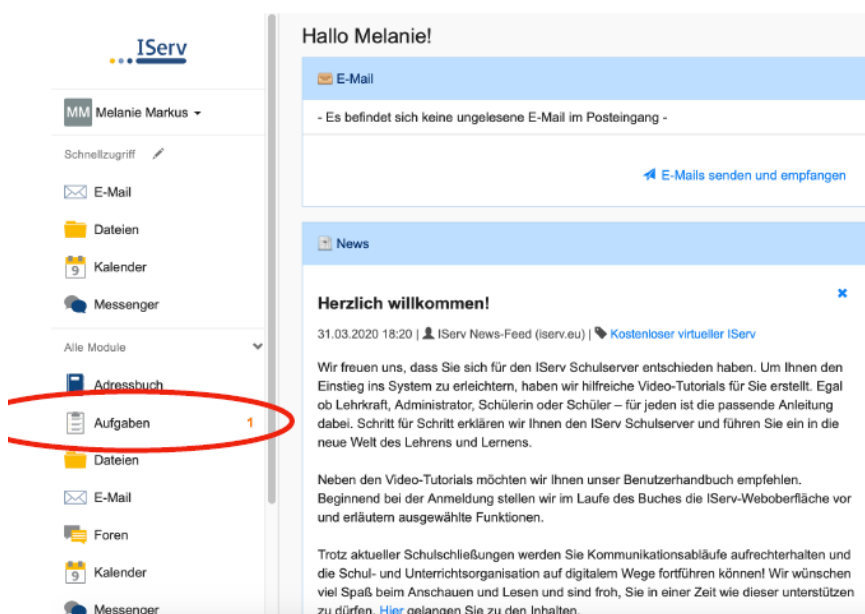 IServ
MM Melanie Markus
Schnellzugriff
E-Mail
Dateien
9 Kalender
Messenger
Alle Module
Adressbuch
Aufgaben 1
Dateien
E-Mail
Foren
9 Kalender
Messenger
Hallo Melanie!
E-Mail
- Es befindet sich keine ungelesene E-Mail im Posteingang -
E-Mails senden und empfangen
News
Herzlich willkommen!
31.03.2020 18:20 | IServ News-Feed (iserv.eu) | Kostenloser virtueller IServ
Wir freuen uns, dass Sie sich für den IServ Schulserver entschieden haben. Um Ihnen den
Einstieg ins System zu erleichtern, haben wir hilfreiche Video-Tutorials für Sie erstellt. Egal
ob Lehrkraft, Administrator, Schülerin oder Schüler – für jeden ist die passende Anleitung
dabei. Schritt für Schritt erklären wir Ihnen den IServ Schulserver und führen Sie ein in die
neue Welt des Lehrens und Lernens.
Neben den Video-Tutorials möchten wir Ihnen unser Benutzerhandbuch empfehlen.
Beginnend bei der Anmeldung stellen wir im Laufe des Buches die IServ-Weboberfläche vor
und erläutern ausgewählte Funktionen.
Trotz aktueller Schulschließungen werden Sie Kommunikationsabläufe aufrechterhalten und
die Schul- und Unterrichtsorganisation auf digitalem Wege fortführen können! Wir wünschen
viel Spaß beim Anschauen und Lesen und sind froh, Sie in einer Zeit wie dieser unterstützen
zu dürfen. Hier gelangen Sie zu den Inhalten.